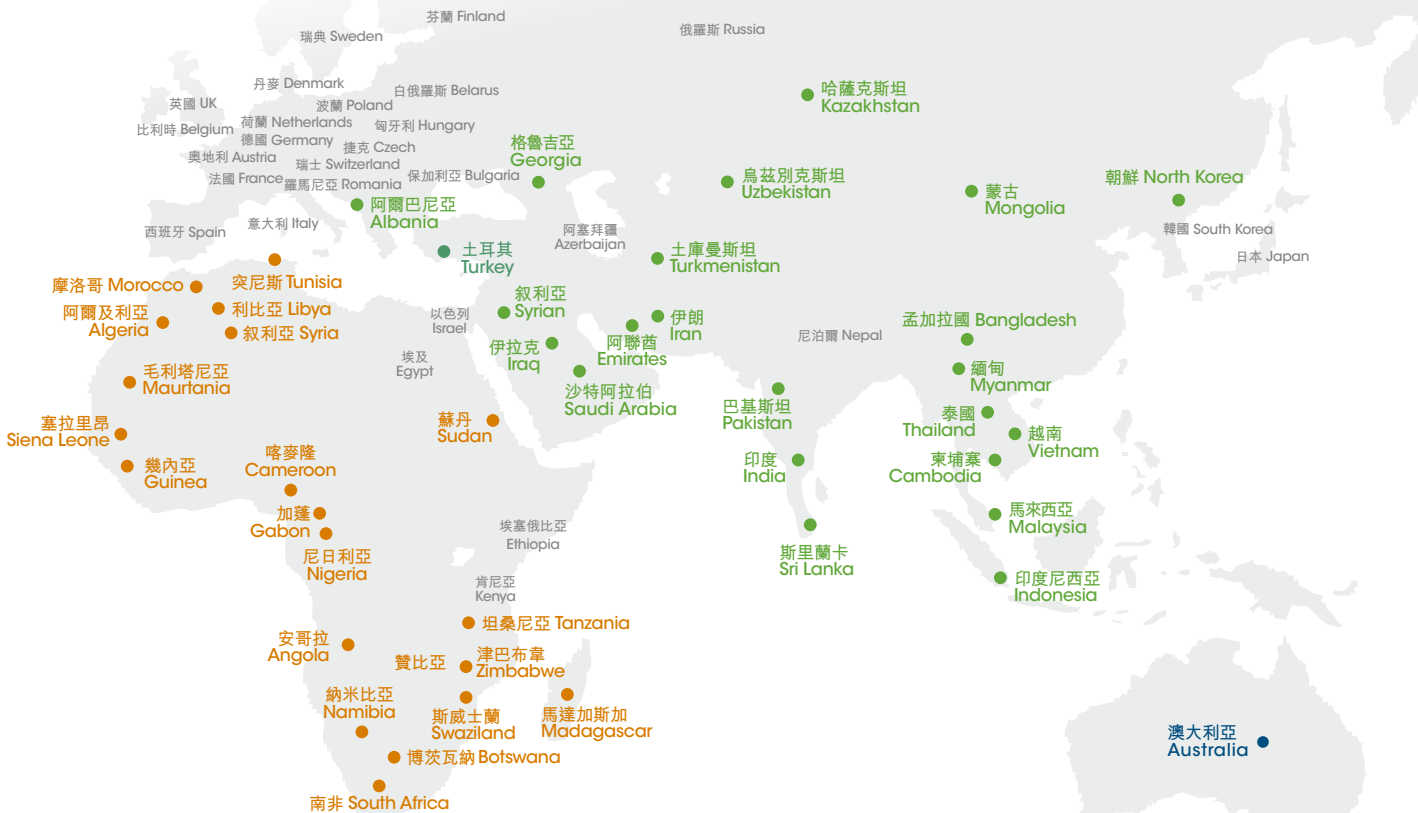 芬蘭 Finland
瑞典 Sweden
俄羅斯 Russia
丹麥 Denmark
白俄羅斯 Belarus
英國 UK
波蘭 Poland
哈薩克斯坦
Kazakhstan
比利時 Belgium
荷蘭 Netherlands
匈牙利 Hungary
德國 Germany
捷克 Czech
奧地利 Austria
瑞士 Switzerland
格魯吉亞
Georgia
法國 France
羅馬尼亞 Romania
保加利亞 Bulgaria
烏茲別克斯坦
Uzbekistan
朝鮮 North Korea
蒙古
Mongolia
阿爾巴尼亞
Albania
西班牙 Spain
意大利 Italy
阿塞拜疆
Azerbaijan
韓國 South Korea
日本 Japan
土耳其
Turkey
土庫曼斯坦
Turkmenistan
摩洛哥 Morocco
突尼斯 Tunisia
阿爾及利亞
Algeria
利比亞 Libya
叙利亞 Syria
以色列
Israel
叙利亞
Syrian
伊朗
Iran
尼泊爾 Nepal
孟加拉國 Bangladesh
埃及
Egypt
伊拉克
Iraq
阿聯酋
Emirates
毛利塔尼亞
Maurtania
沙特阿拉伯
Saudi Arabia
巴基斯坦
Pakistan
緬甸
Myanmar
塞拉里昂
Siena Leone
蘇丹
Sudan
泰國
Thailand
越南
Vietnam
幾內亞
Guinea
喀麥隆
Cameroon
印度
India
柬埔寨
Cambodia
加蓬
Gabon
尼日利亞
Nigeria
埃塞俄比亞
Ethiopia
斯里蘭卡
Sri Lanka
馬來西亞
Malaysia
肯尼亞
Kenya
印度尼西亞
Indonesia
坦桑尼亞 Tanzania
安哥拉
Angola
贊比亞
津巴布韋
Zimbabwe
納米比亞
Namibia
斯威士蘭
Swaziland
馬達加斯加
Madagascar
博茨瓦納 Botswana
澳大利亞
Australia
南非 South Africa